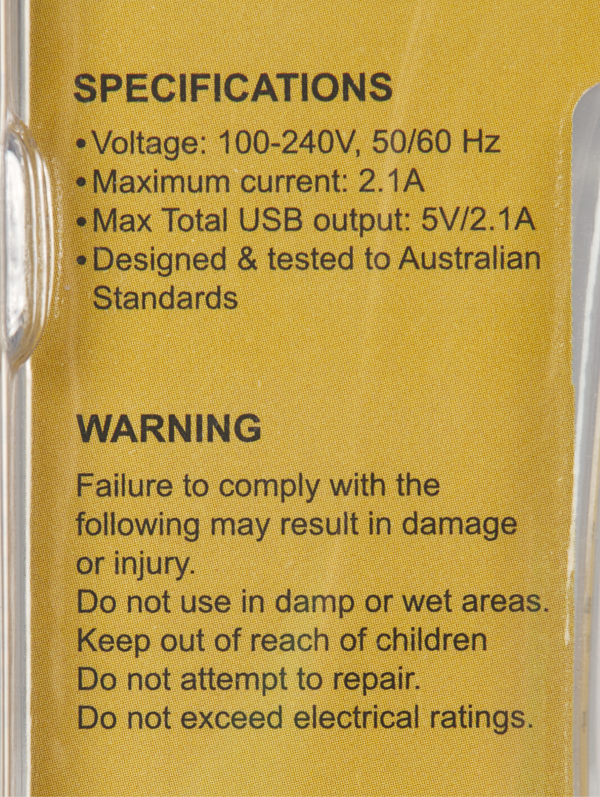 SPECIFICATIONS
•Voltage: 100-240V, 50/60 Hz
•Maximum current: 2.1A
•Max Total USB output: 5V/2.1A
•Designed & tested to Australian
Standards
WARNING
Failure to comply with the
following may result in damage
or injury.
Do not use in damp or wet areas.
Keep out of reach of children
Do not attempt to repair.
Do not exceed electrical ratings.